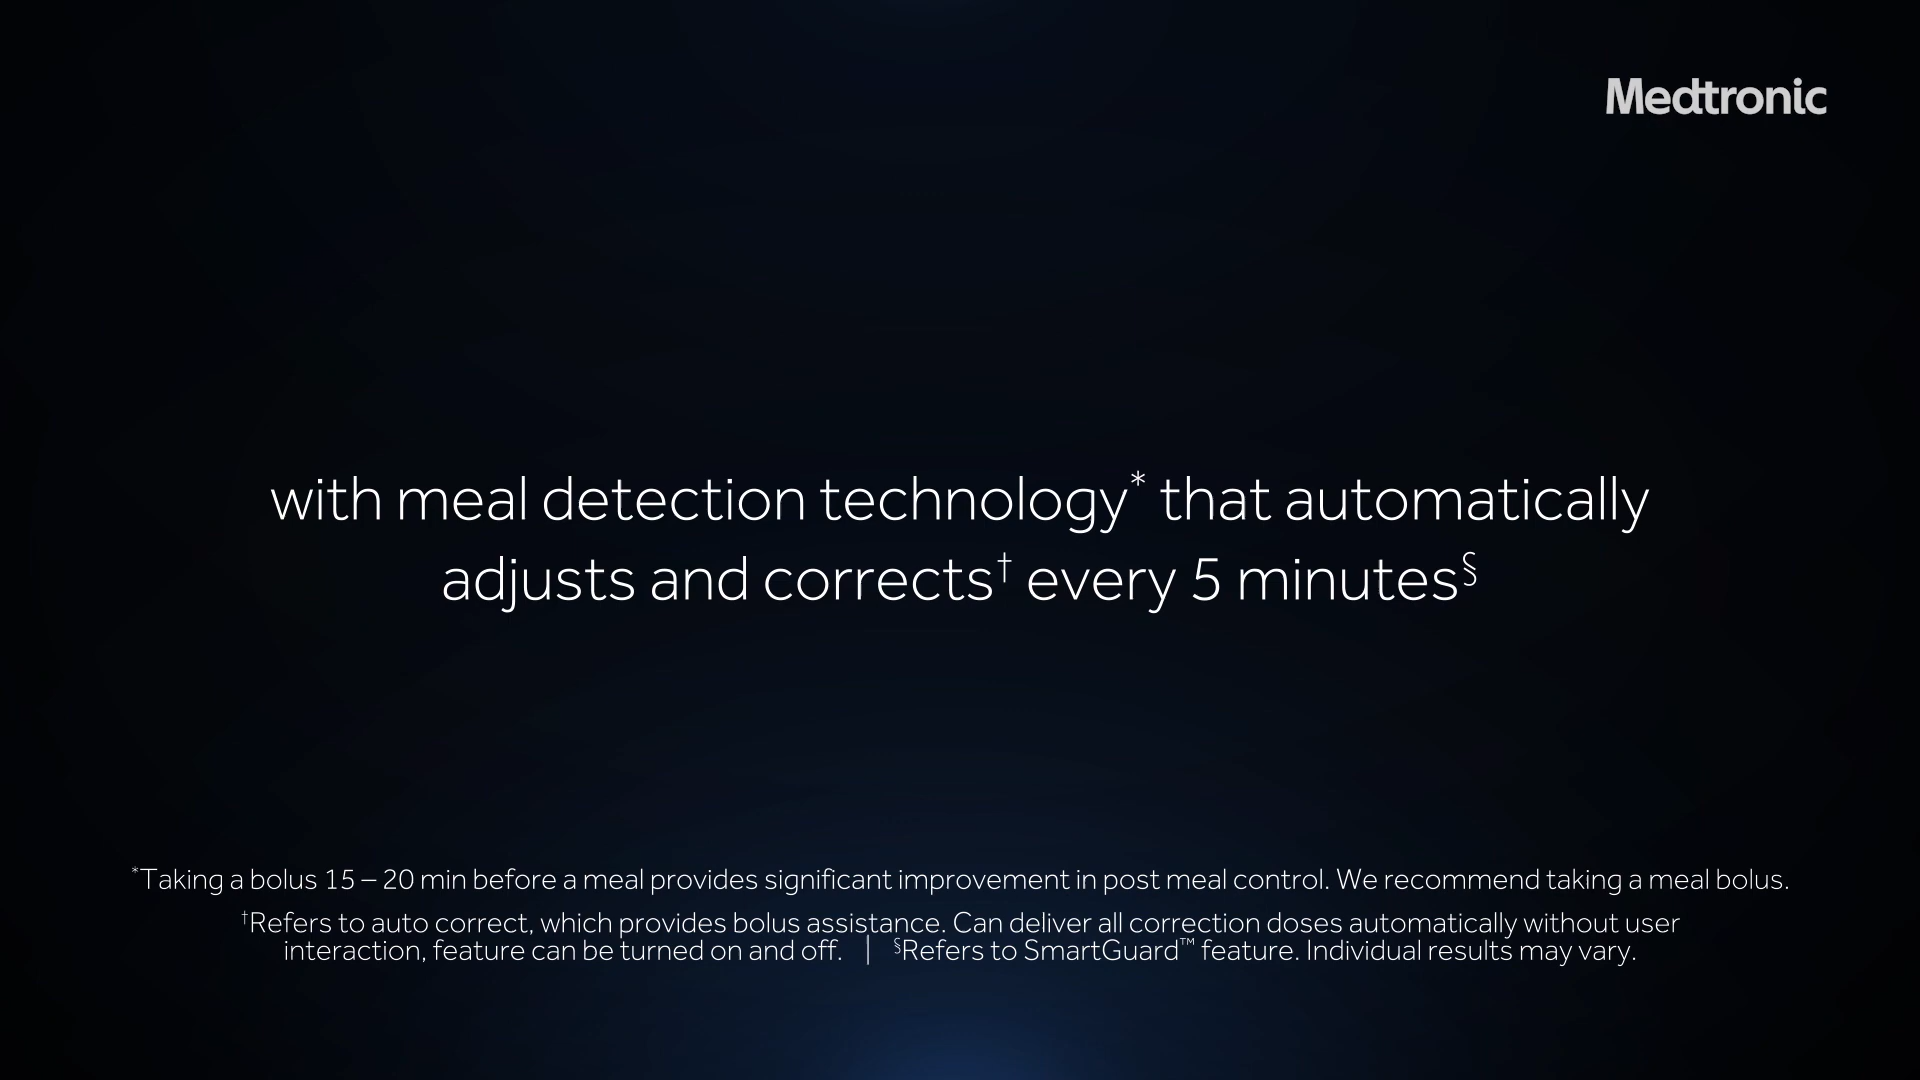 Medtronic
with meal detection technology* that automatically
adjusts and corrects† every 5 minutes§
*Taking a bolus 15 – 20 min before a meal provides significant improvement in post meal control. We recommend taking a meal bolus.
†Refers to auto correct, which provides bolus assistance. Can deliver all correction doses automatically without user
interaction, feature can be turned on and off. | §Refers to SmartGuard™ feature. Individual results may vary.